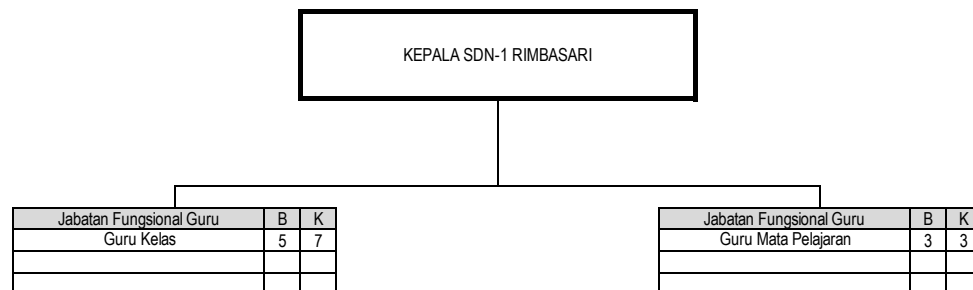 KEPALA SDN-1 RIMBASARI
Jabatan Fungsional Guru B K
Guru Kelas 5 7
Jabatan Fungsional Guru B K
Guru Mata Pelajaran 3 3